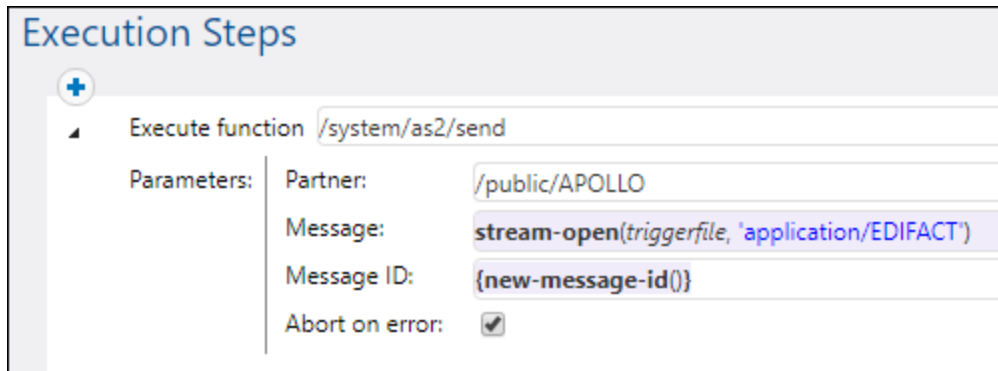 Execution Steps
Execute function /system/as2/send
Parameters: Partner: /public/APOLLO
Message: stream-open(triggerfile, 'application/EDIFACT')
Message ID: {new-message-id()}
Abort on error: